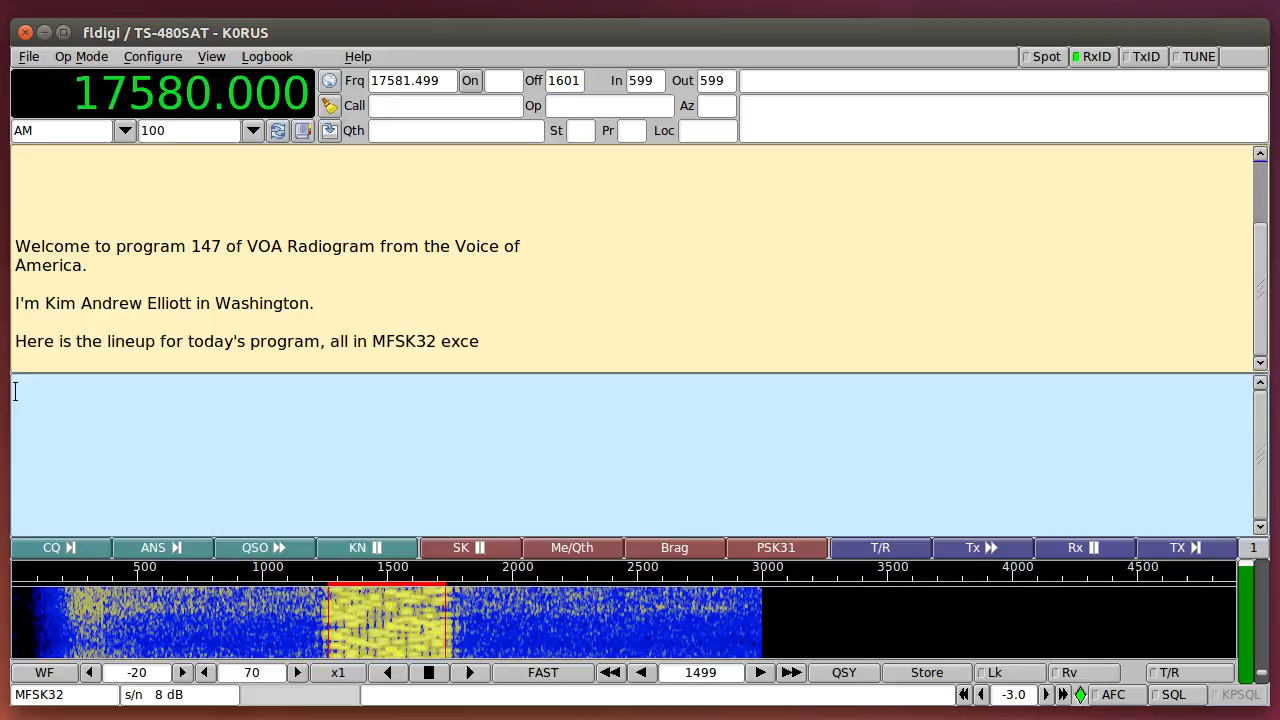 fldigi / TS-480SAT - K0RUS
File Op Mode Configure View Logbook Help Spot RxID TxID TUNE
17580.000 Frq 17581.499 On Off 1601 In 599 Out 599
Call Op Az
AM 100 Qth St Pr Loc
Welcome to program 147 of VOA Radiogram from the Voice of
America.
I'm Kim Andrew Elliott in Washington.
Here is the lineup for today's program, all in MFSK32 exce
CQ ANS QSO KN SK Me/Qth Brag PSK31 T/R Tx Rx TX 1
500 1000 1500 2000 2500 3000 3500 4000 4500
WF -20 70 x1 FAST 1499 QSY Store Lk Rv T/R
MFSK32 s/n 8 dB -3.0 AFC SQL KPSQL